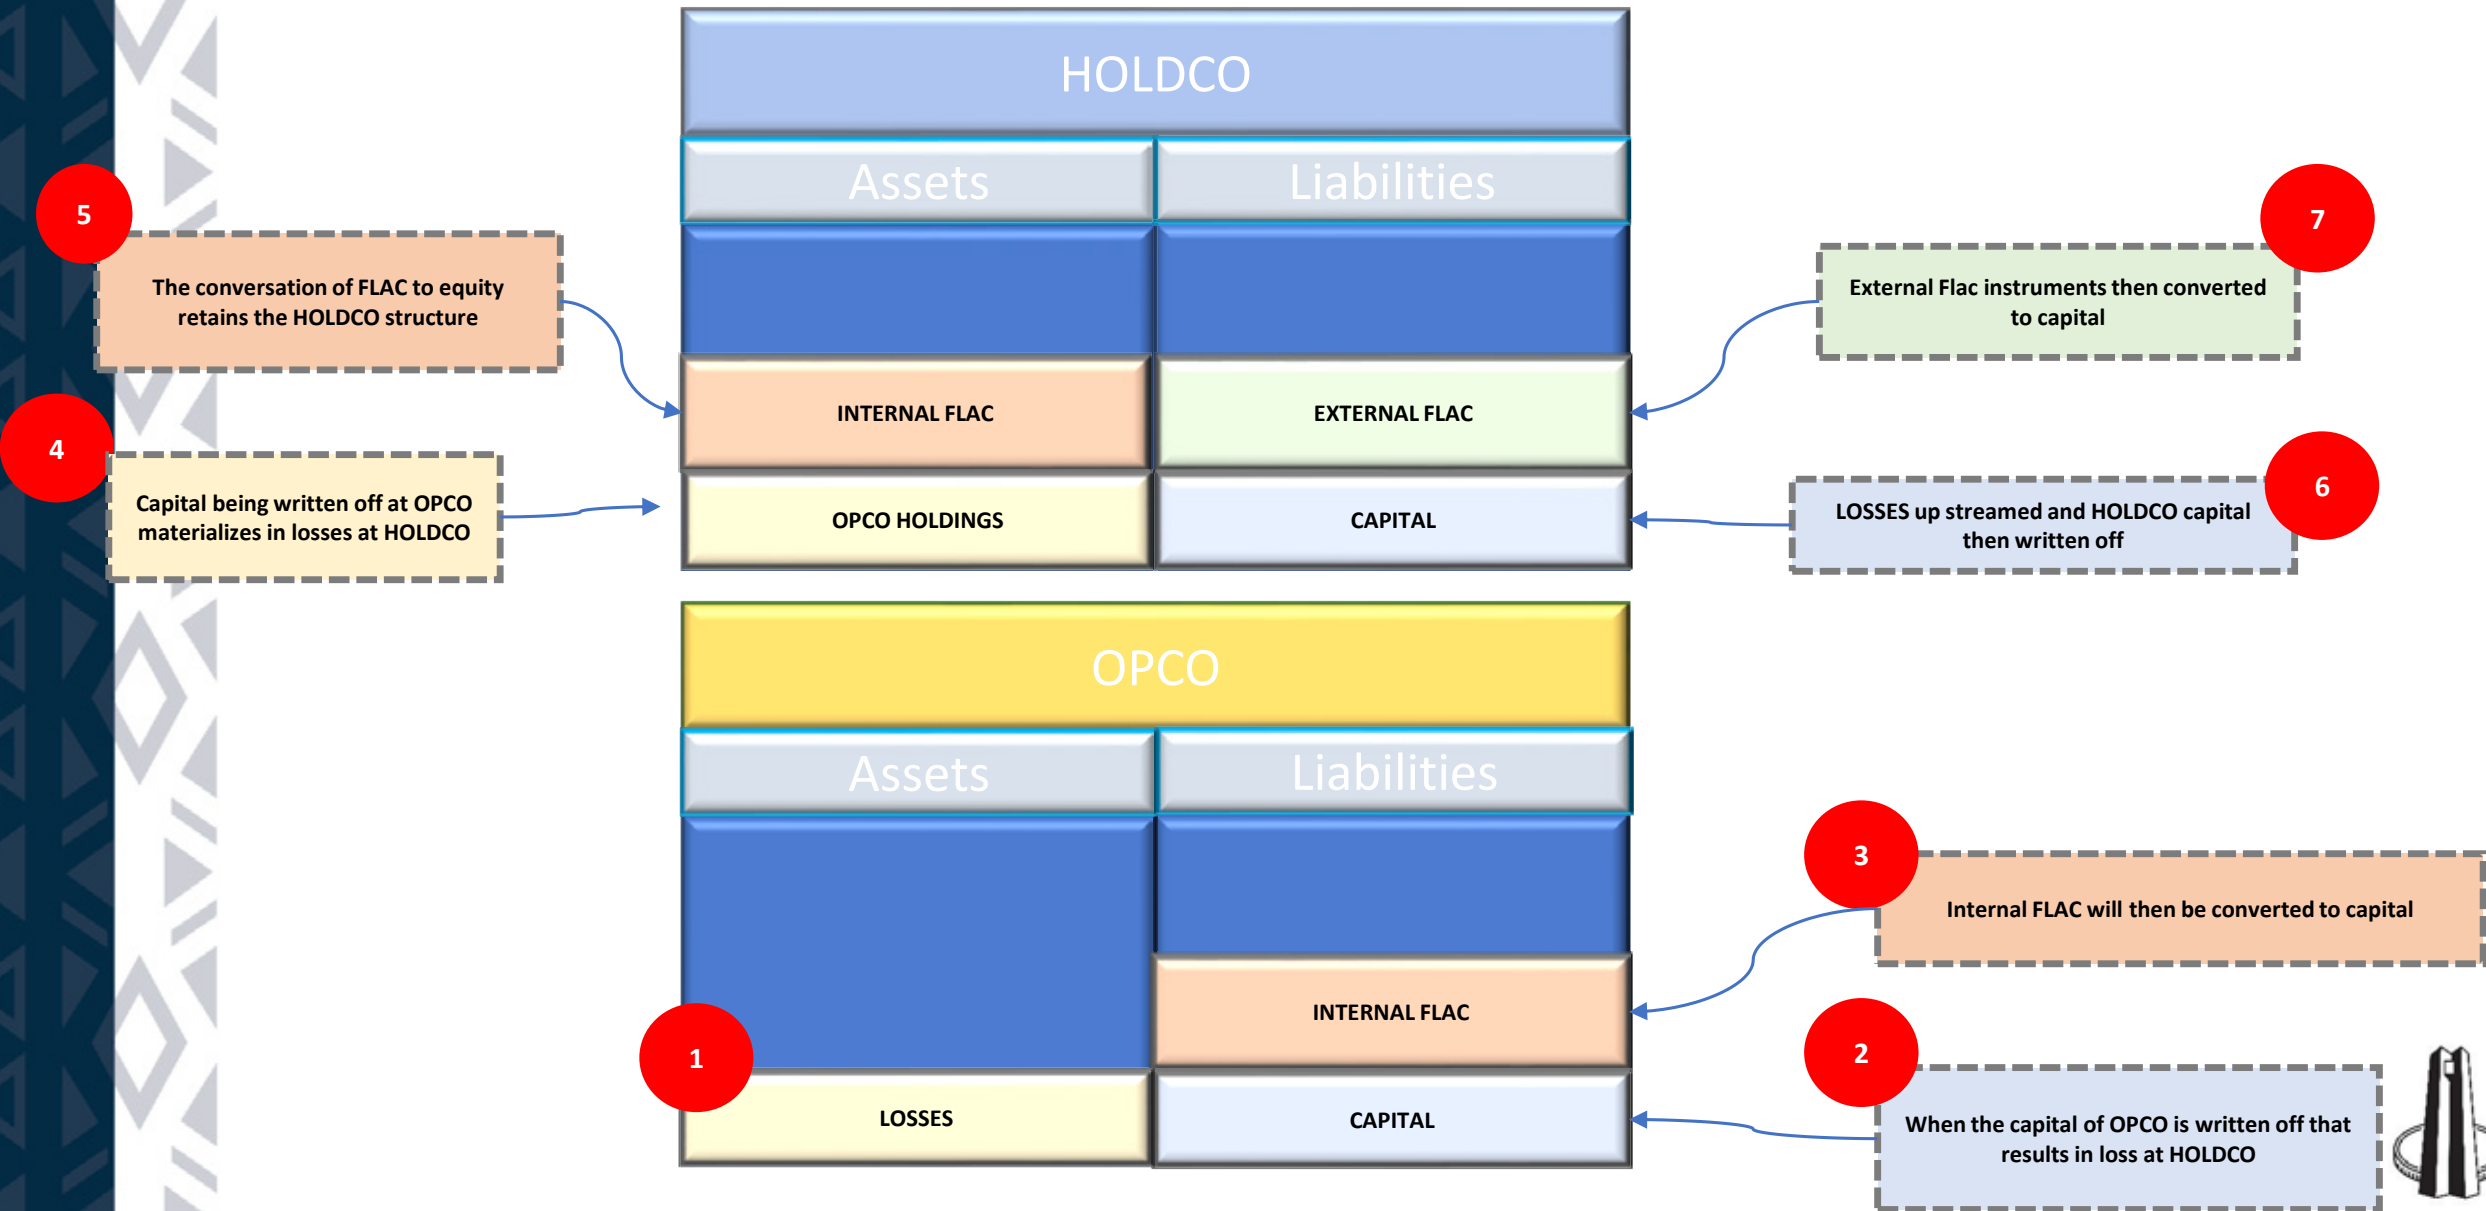 HOLDCO
Assets
Liabilities
5
The conversation of FLAC to equity
retains the HOLDCO structure
7
External Flac instruments then converted
to capital
INTERNAL FLAC
EXTERNAL FLAC
4
Capital being written off at OPCO
materializes in losses at HOLDCO
6
LOSSES up streamed and HOLDCO capital
then written off
OPCO HOLDINGS
CAPITAL
OPCO
Assets
Liabilities
3
Internal FLAC will then be converted to capital
INTERNAL FLAC
1
LOSSES
CAPITAL
2
When the capital of OPCO is written off that
results in loss at HOLDCO